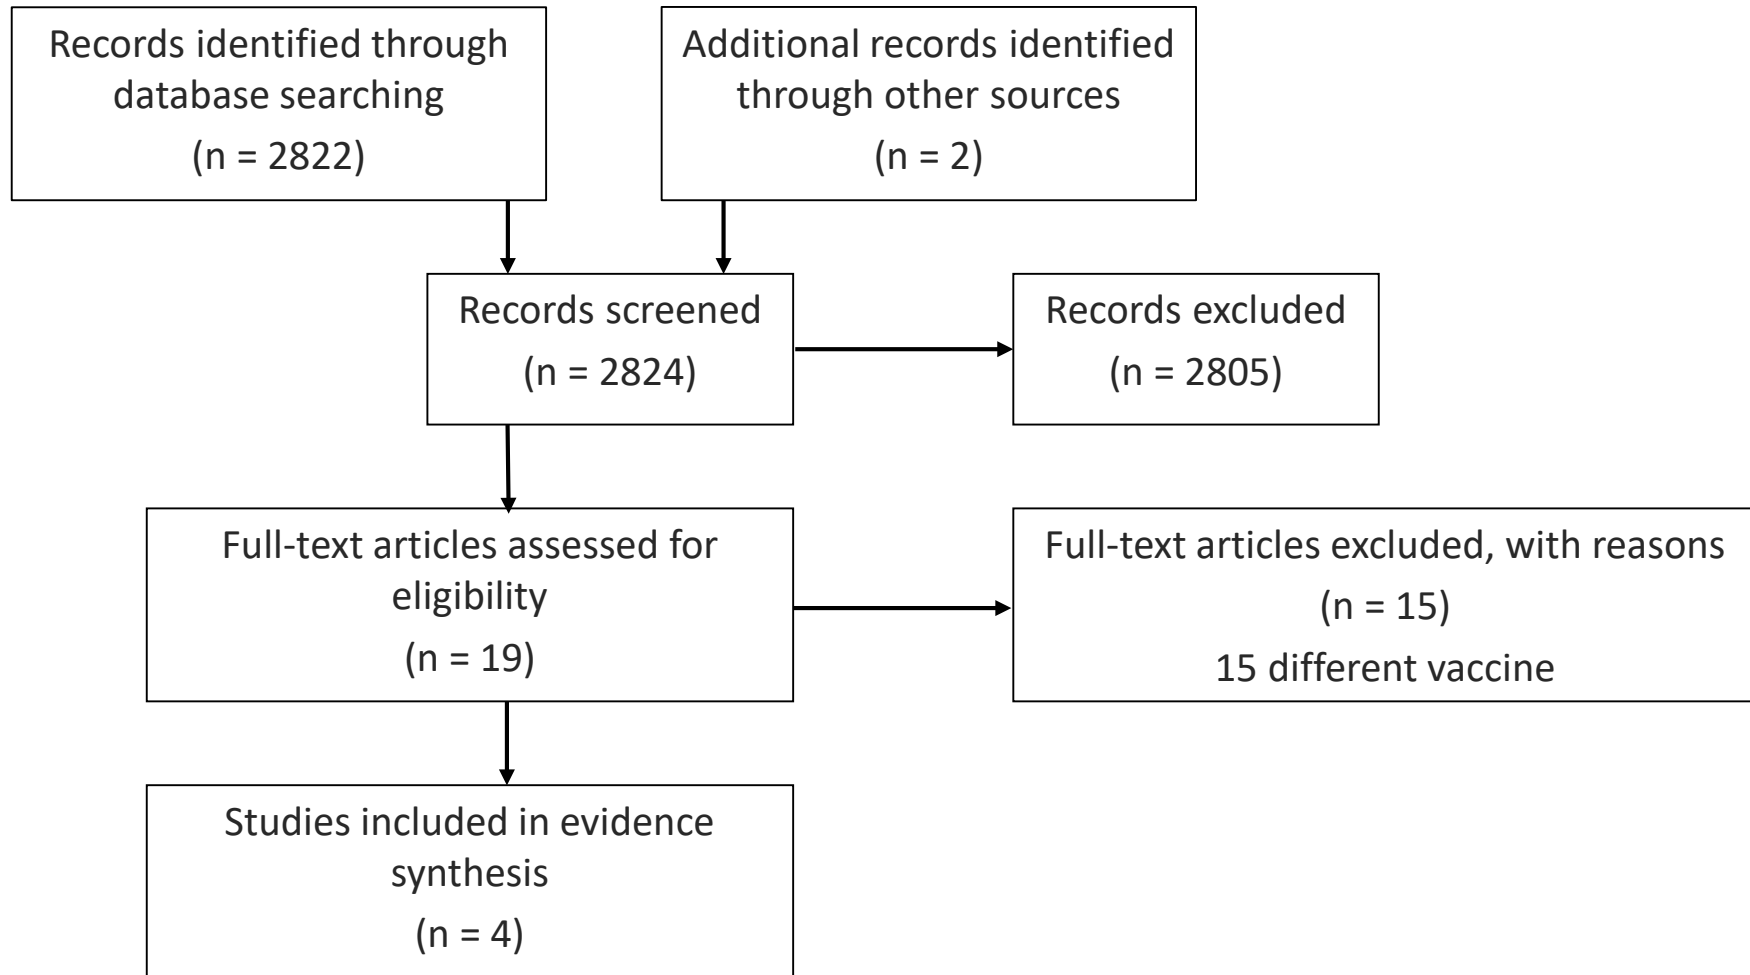 Records identified through
database searching
(n = 2822)
Additional records identified
through other sources
(n = 2)
Records screened
(n = 2824)
Records excluded
(n = 2805)
Full-text articles assessed for
eligibility
(n = 19)
Full-text articles excluded, with reasons
(n = 15)
15 different vaccine
Studies included in evidence
synthesis
(n = 4)